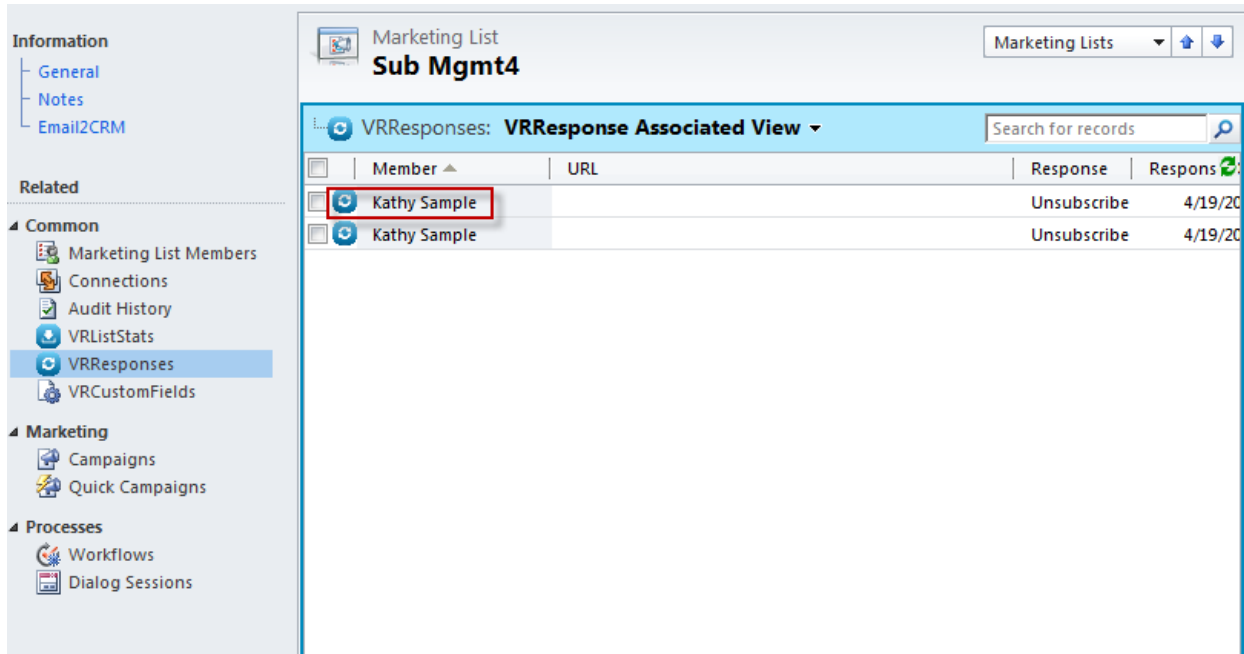 Information
General
Notes
Email2CRM
Related
Common
Marketing List Members
Connections
Audit History
VRListStats
VRResponses
VRCustomFields
Marketing
Campaigns
Quick Campaigns
Processes
Workflows
Dialog Sessions
Marketing List
Sub Mgmt4
Marketing Lists
VRResponses: VRResponse Associated View
Search for records
Member URL Response Respons
Kathy Sample Unsubscribe 4/19/20
Kathy Sample Unsubscribe 4/19/20